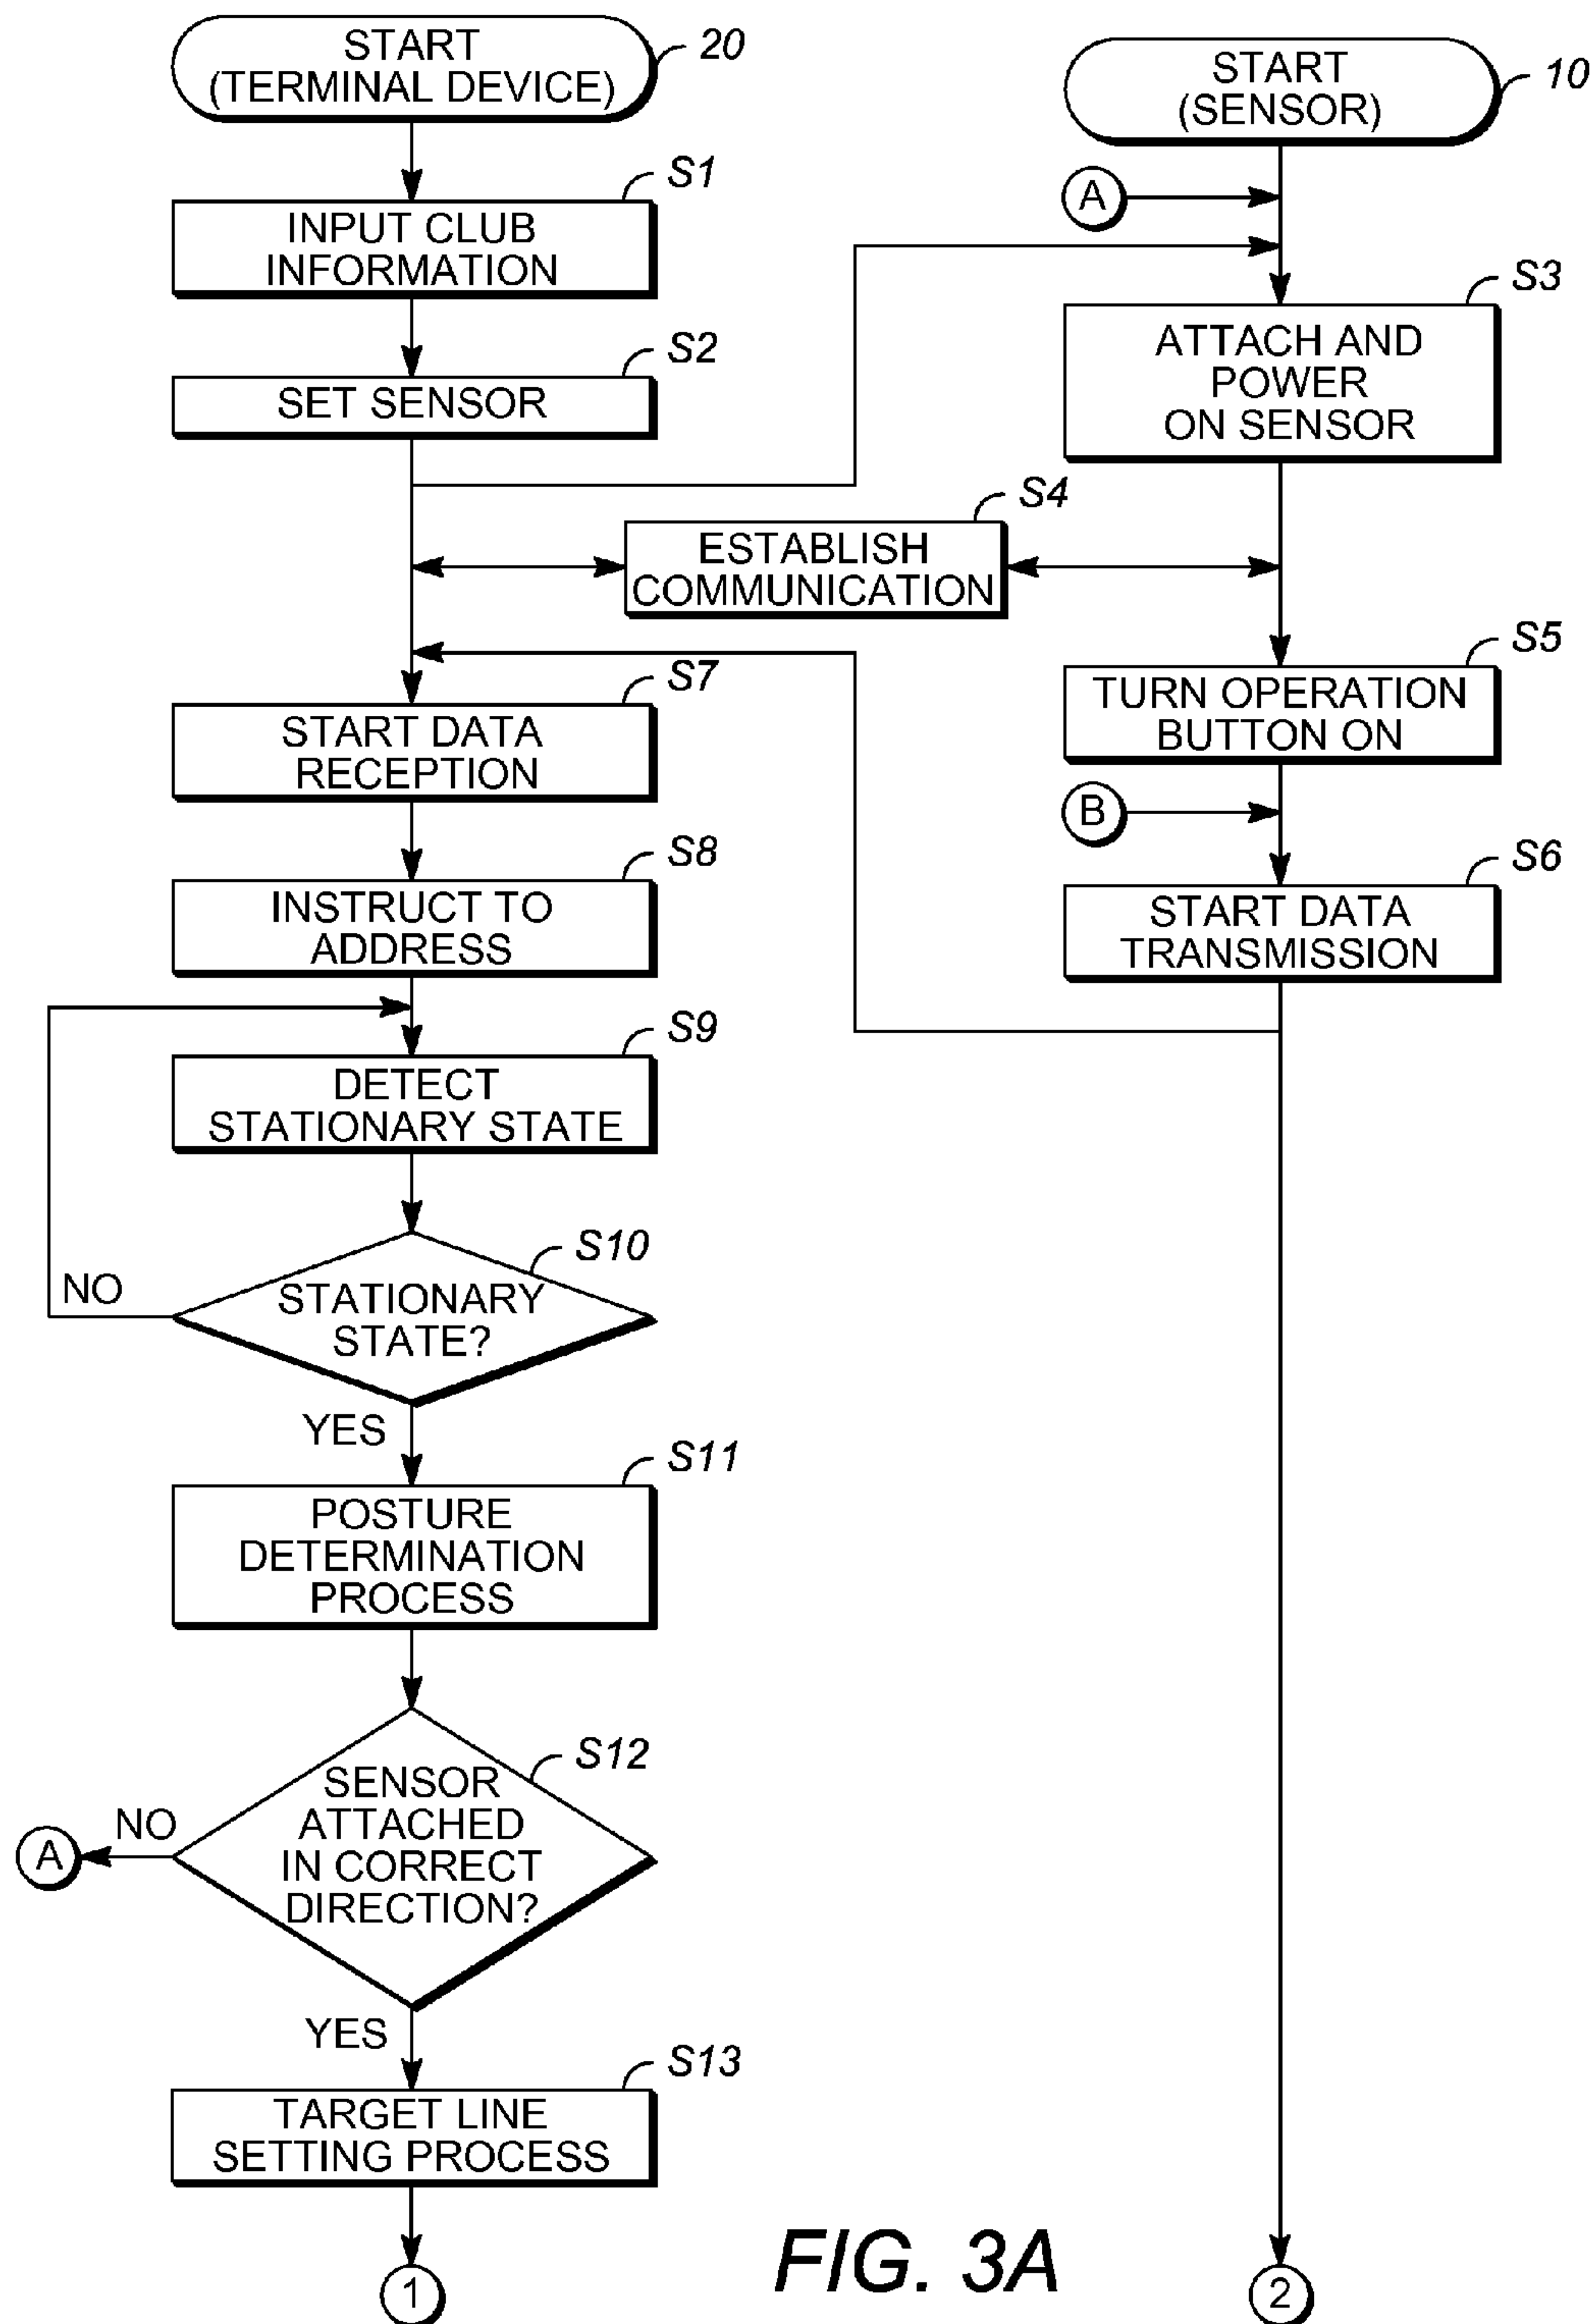 START
(TERMINAL DEVICE)
20
START
(SENSOR)
10
S1
INPUT CLUB
INFORMATION
A
S2
SET SENSOR
S3
ATTACH AND
POWER
ON SENSOR
S4
ESTABLISH
COMMUNICATION
S5
TURN OPERATION
BUTTON ON
S7
START DATA
RECEPTION
B
S6
START DATA
TRANSMISSION
S8
INSTRUCT TO
ADDRESS
S9
DETECT
STATIONARY STATE
S10
STATIONARY
STATE?
NO
YES
S11
POSTURE
DETERMINATION
PROCESS
S12
SENSOR
ATTACHED
IN CORRECT
DIRECTION?
NO
A
YES
S13
TARGET LINE
SETTING PROCESS
1
FIG. 3A
2